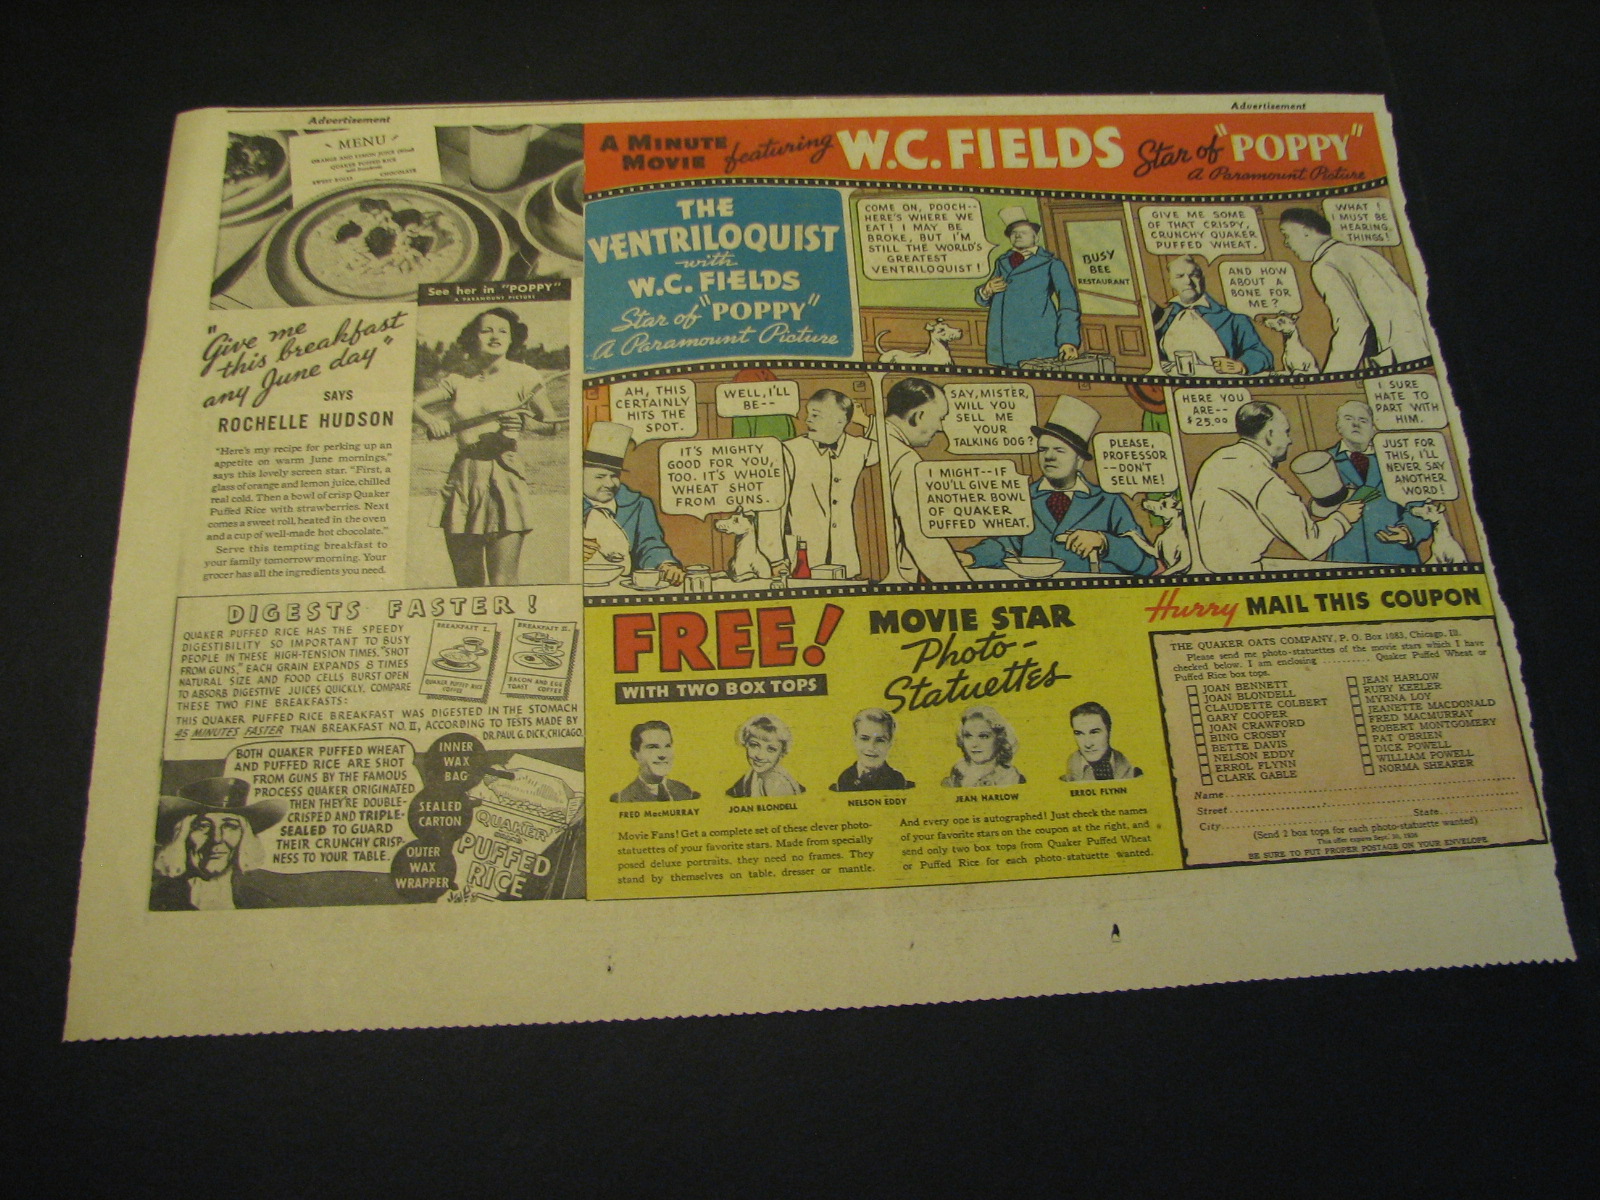 Advertisement
Advertisement
MENU
ORANGE AND LEMON JUICE
QUAKER PUFFED RICE
SWEET ROLLS CHOCOLATE
See her in "POPPY"
A PARAMOUNT PICTURE
"Give me
this breakfast
any June day"
SAYS
ROCHELLE HUDSON
"Here's my recipe for perking up an
appetite on warm June mornings,"
says this lovely screen star. "First, a
glass of orange and lemon juice, chilled
real cold. Then a bowl of crisp Quaker
Puffed Rice with strawberries. Next
comes a sweet roll, heated in the oven
and a cup of well-made hot chocolate."
Serve this tempting breakfast to
your family tomorrow morning. Your
grocer has all the ingredients you need.
DIGESTS FASTER!
QUAKER PUFFED RICE HAS THE SPEEDY
DIGESTIBILITY SO IMPORTANT TO BUSY
PEOPLE IN THESE HIGH-TENSION TIMES. "SHOT
FROM GUNS," EACH GRAIN EXPANDS 8 TIMES
NATURAL SIZE AND FOOD CELLS BURST OPEN
TO ABSORB DIGESTIVE JUICES QUICKLY. COMPARE
THESE TWO FINE BREAKFASTS:
BREAKFAST I.
QUAKER PUFFED RICE
COFFEE
BREAKFAST II.
BACON AND EGG
TOAST COFFEE
THIS QUAKER PUFFED RICE BREAKFAST WAS DIGESTED IN THE STOMACH
45 MINUTES FASTER THAN BREAKFAST NO. II, ACCORDING TO TESTS MADE BY
DR. PAUL G. DICK, CHICAGO.
BOTH QUAKER PUFFED WHEAT
AND PUFFED RICE ARE SHOT
FROM GUNS BY THE FAMOUS
PROCESS QUAKER ORIGINATED
THEN THEY'RE DOUBLE-
CRISPED AND TRIPLE-
SEALED TO GUARD
THEIR CRUNCHY CRISP-
NESS TO YOUR TABLE.
INNER
WAX
BAG
SEALED
CARTON
OUTER
WAX
WRAPPER
QUAKER
PUFFED
RICE
A MINUTE
MOVIE
featuring
W.C. FIELDS
Star of "POPPY"
A Paramount Picture
THE
VENTRILOQUIST
with
W.C. FIELDS
Star of "POPPY"
A Paramount Picture
COME ON, POOCH--
HERE'S WHERE WE
EAT! I MAY BE
BROKE, BUT I'M
STILL THE WORLD'S
GREATEST
VENTRILOQUIST!
BUSY
BEE
RESTAURANT
GIVE ME SOME
OF THAT CRISPY,
CRUNCHY QUAKER
PUFFED WHEAT.
AND HOW
ABOUT A
BONE FOR
ME?
WHAT!
I MUST BE
HEARING
THINGS!
AH, THIS
CERTAINLY
HITS THE
SPOT.
WELL, I'LL
BE--
IT'S MIGHTY
GOOD FOR YOU,
TOO. IT'S WHOLE
WHEAT SHOT
FROM GUNS.
SAY, MISTER,
WILL YOU
SELL ME
YOUR
TALKING DOG?
I MIGHT--IF
YOU'LL GIVE ME
ANOTHER BOWL
OF QUAKER
PUFFED WHEAT.
PLEASE,
PROFESSOR
--DON'T
SELL ME!
HERE YOU
ARE--
$25.00
I SURE
HATE TO
PART WITH
HIM.
JUST FOR
THIS, I'LL
NEVER SAY
ANOTHER
WORD!
FREE!
WITH TWO BOX TOPS
MOVIE STAR
Photo-
Statuettes
FRED MacMURRAY
JOAN BLONDELL
NELSON EDDY
JEAN HARLOW
ERROL FLYNN
Movie Fans! Get a complete set of these clever photo-
statuettes of your favorite stars. Made from specially
posed deluxe portraits, they need no frames. They
stand by themselves on table, dresser or mantle.
And every one is autographed! Just check the names
of your favorite stars on the coupon at the right, and
send only two box tops from Quaker Puffed Wheat
or Puffed Rice for each photo-statuette wanted.
Hurry MAIL THIS COUPON
THE QUAKER OATS COMPANY, P. O. Box 1083, Chicago, Ill.
Please send me photo-statuettes of the movie stars which I have
checked below. I am enclosing .......... Quaker Puffed Wheat or
Puffed Rice box tops.
JOAN BENNETT
JOAN BLONDELL
CLAUDETTE COLBERT
GARY COOPER
JOAN CRAWFORD
BING CROSBY
BETTE DAVIS
NELSON EDDY
ERROL FLYNN
CLARK GABLE
JEAN HARLOW
RUBY KEELER
MYRNA LOY
JEANETTE MACDONALD
FRED MACMURRAY
ROBERT MONTGOMERY
PAT O'BRIEN
DICK POWELL
WILLIAM POWELL
NORMA SHEARER
Name
Street
City State
(Send 2 box tops for each photo-statuette wanted)
This offer expires Sept. 30, 1936
BE SURE TO PUT PROPER POSTAGE ON YOUR ENVELOPE